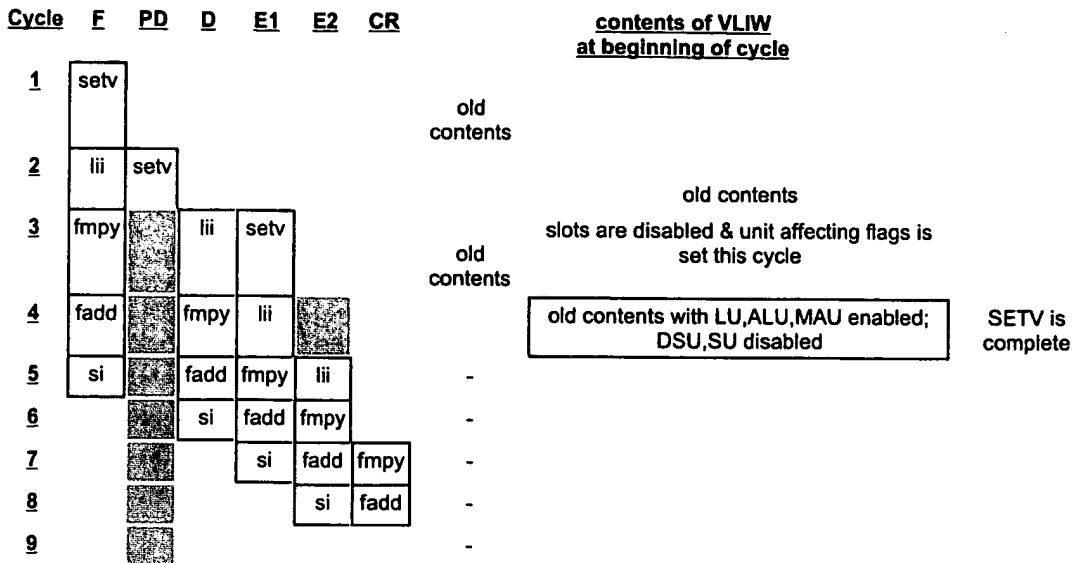 Cycle F PD D E1 E2 CR contents of VLIW
at beginning of cycle
1 setv
old
contents
2 lii setv
old contents
3 fmpy lii setv slots are disabled & unit affecting flags is
old set this cycle
contents
4 fadd fmpy lii old contents with LU,ALU,MAU enabled; SETV is
DSU,SU disabled complete
5 si fadd fmpy lii -
6 si fadd fmpy -
7 si fadd fmpy -
8 si fadd -
9 -